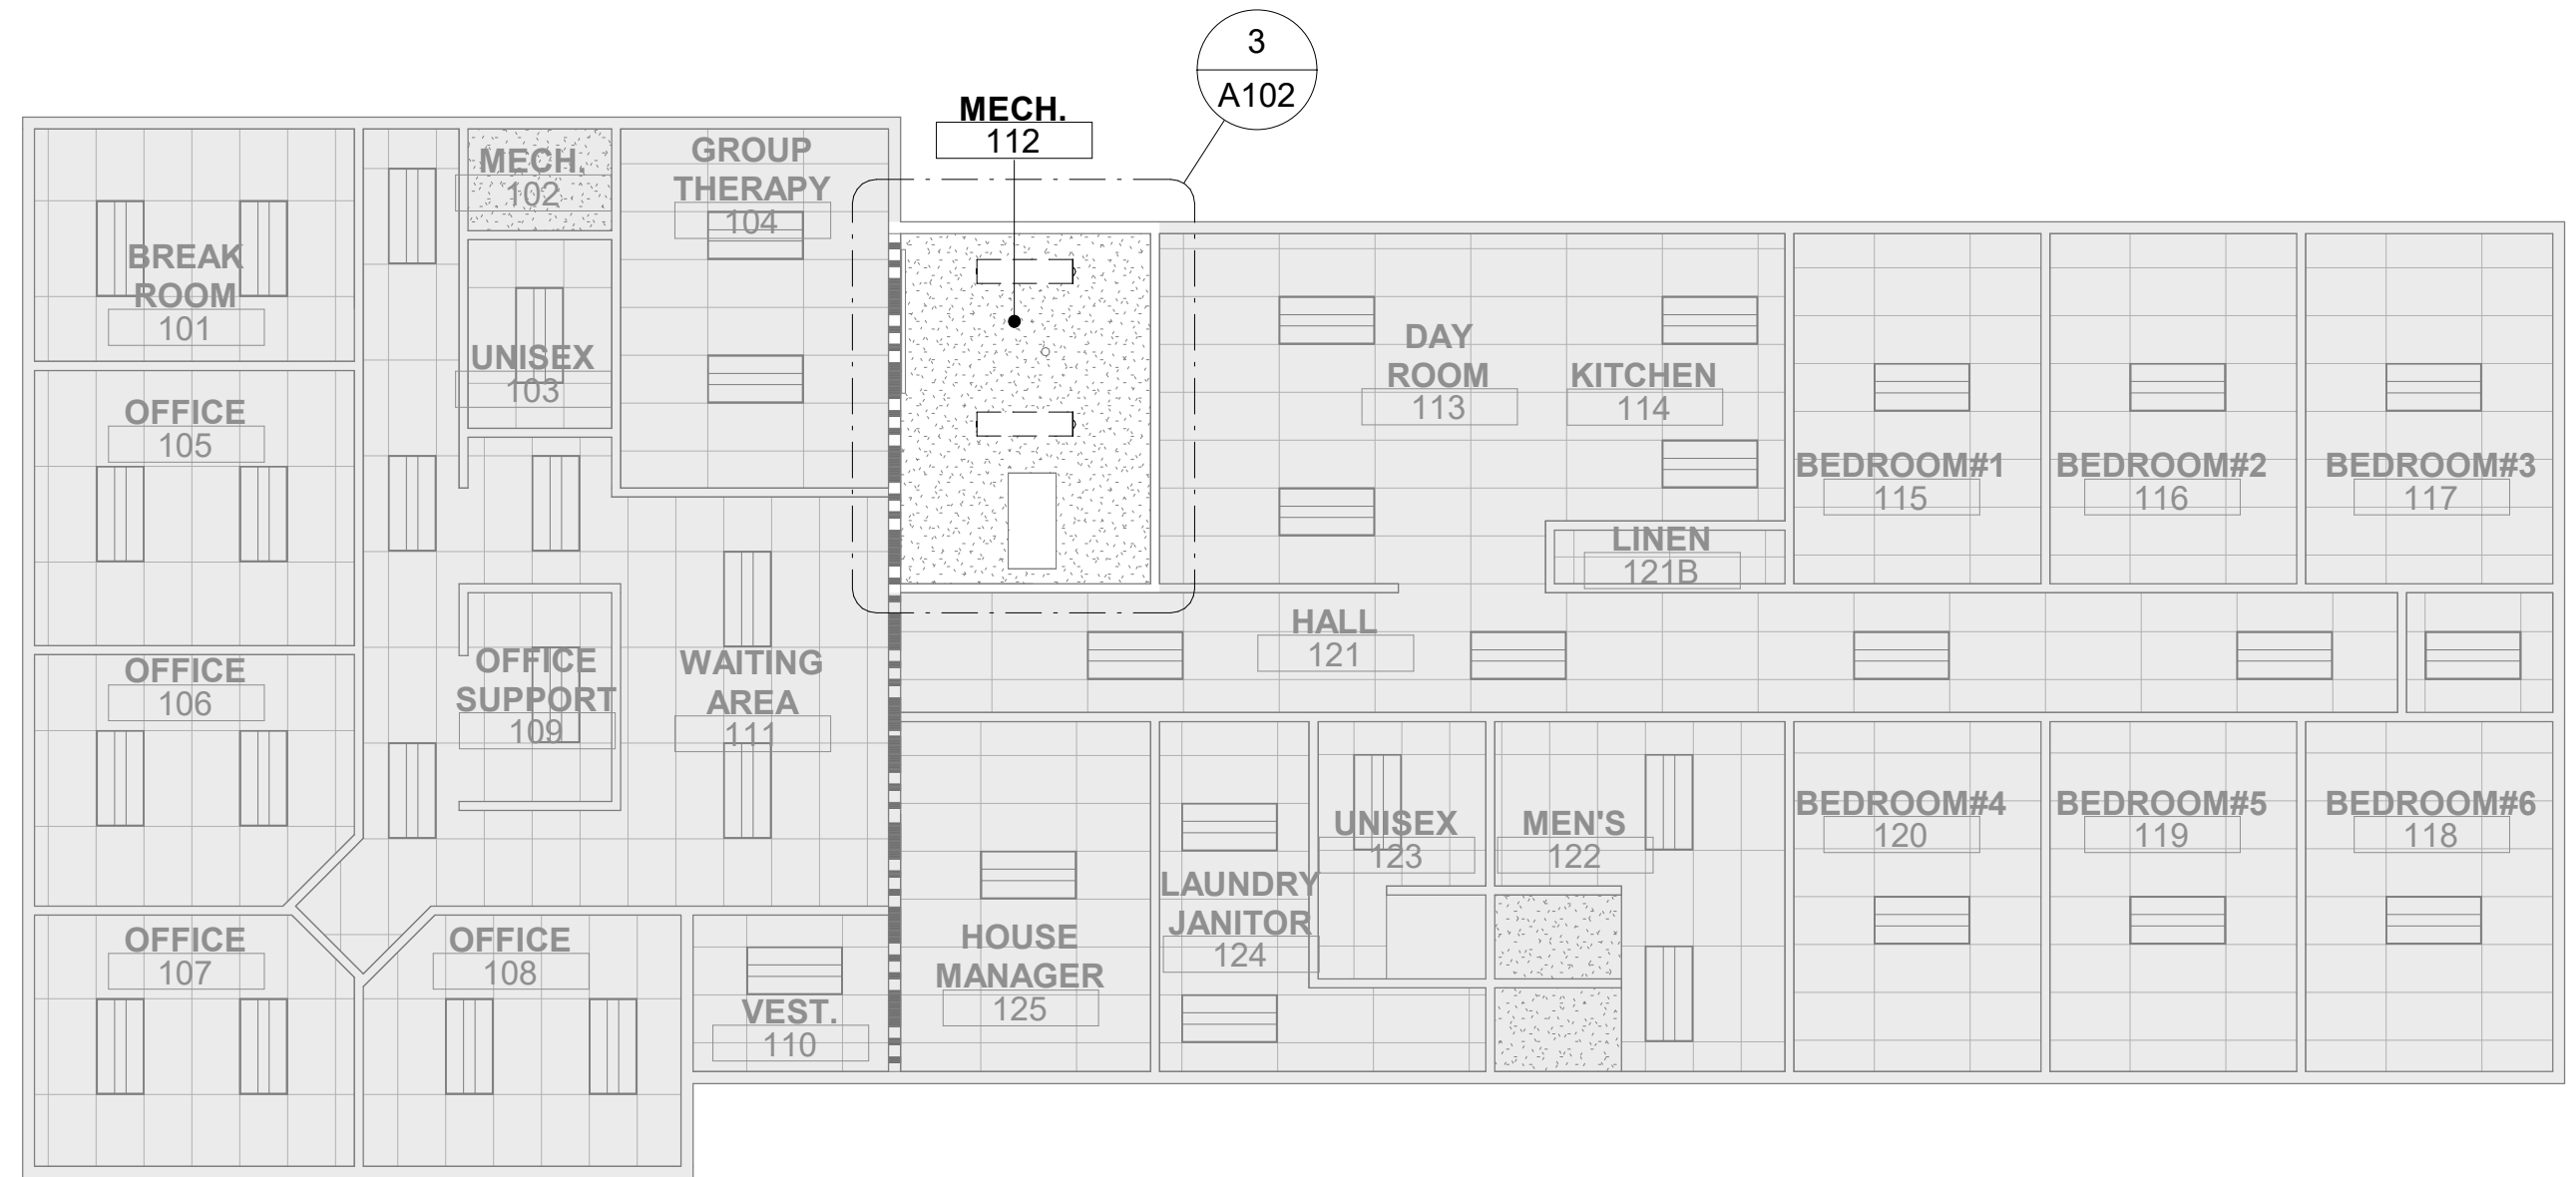 3
A102
MECH.
112
BREAK
ROOM
101
MECH.
102
UNISEX
103
GROUP
THERAPY
104
OFFICE
105
OFFICE
106
OFFICE
107
OFFICE
108
OFFICE
SUPPORT
109
WAITING
AREA
111
VEST.
110
DAY
ROOM
113
KITCHEN
114
LINEN
121B
HALL
121
BEDROOM#1
115
BEDROOM#2
116
BEDROOM#3
117
HOUSE
MANAGER
125
LAUNDRY
JANITOR
124
UNISEX
123
MEN'S
122
BEDROOM#4
120
BEDROOM#5
119
BEDROOM#6
118